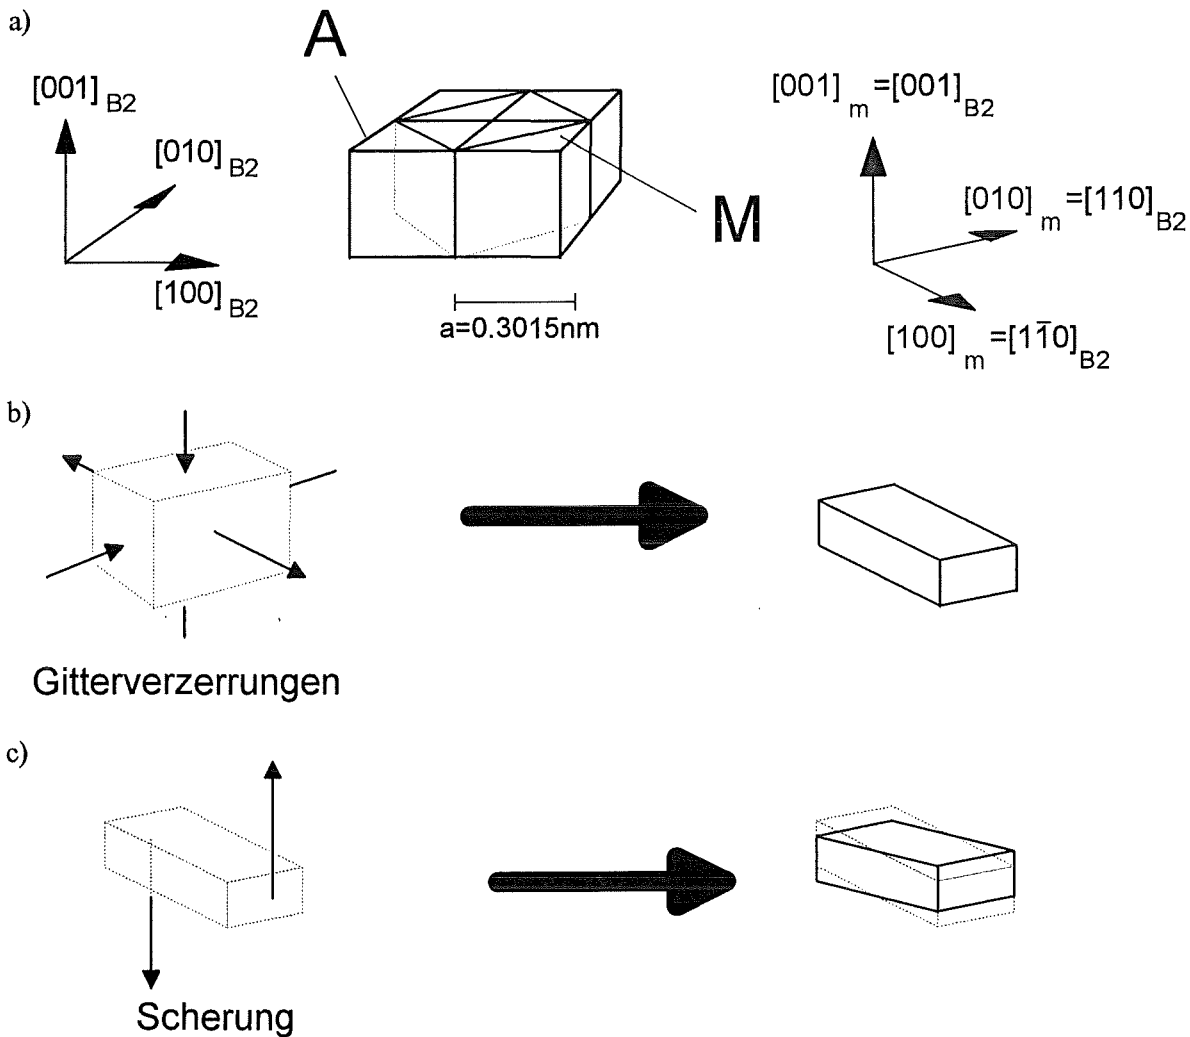 a)
A
[001] B2
[010] B2
[100] B2
M
a=0.3015nm
[001] m =[001] B2
[010] m =[110] B2
[100] m =[11̄0] B2
b)
Gitterverzerrungen
c)
Scherung